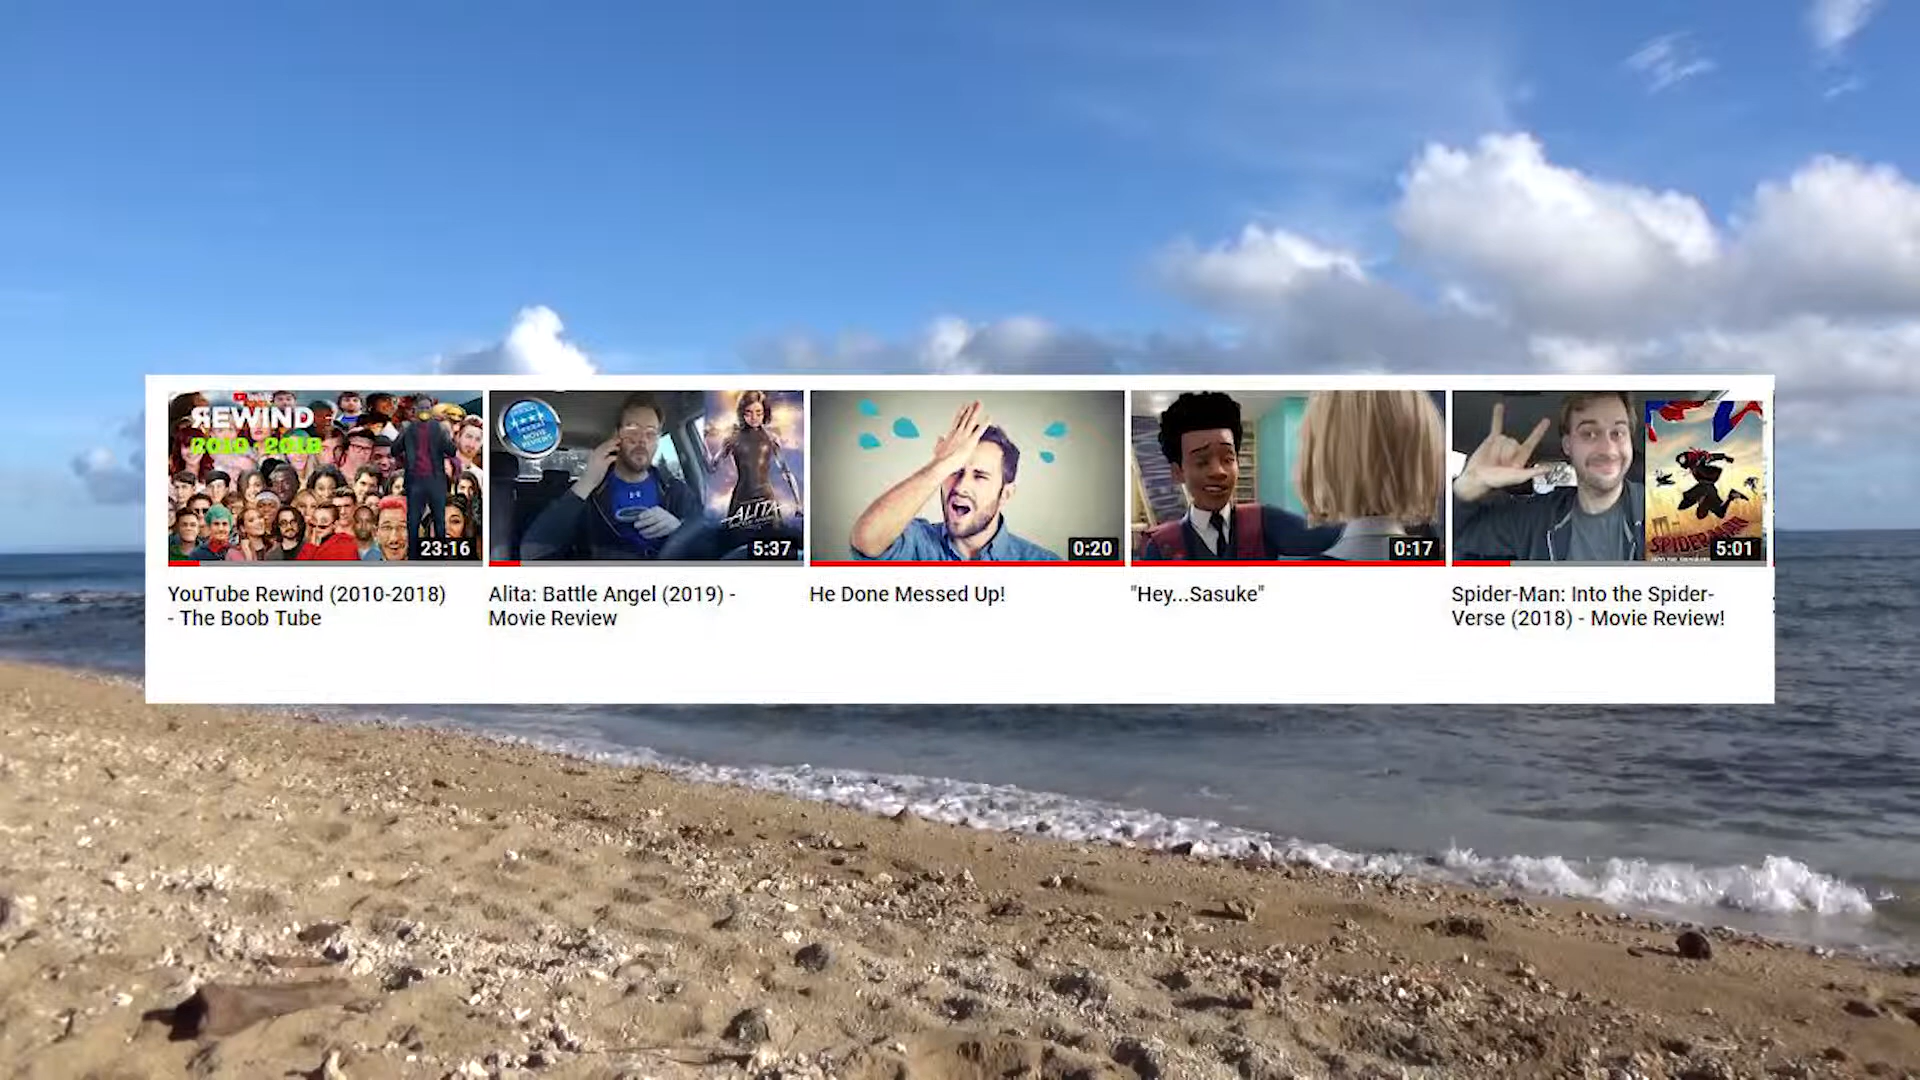 REWIND
2010 - 2018
23:16
YouTube Rewind (2010-2018)
- The Boob Tube
MOVIE
REVIEWS
ALITA
5:37
Alita: Battle Angel (2019) -
Movie Review
0:20
He Done Messed Up!
0:17
"Hey...Sasuke"
SPIDER-MAN
5:01
Spider-Man: Into the Spider-
Verse (2018) - Movie Review!